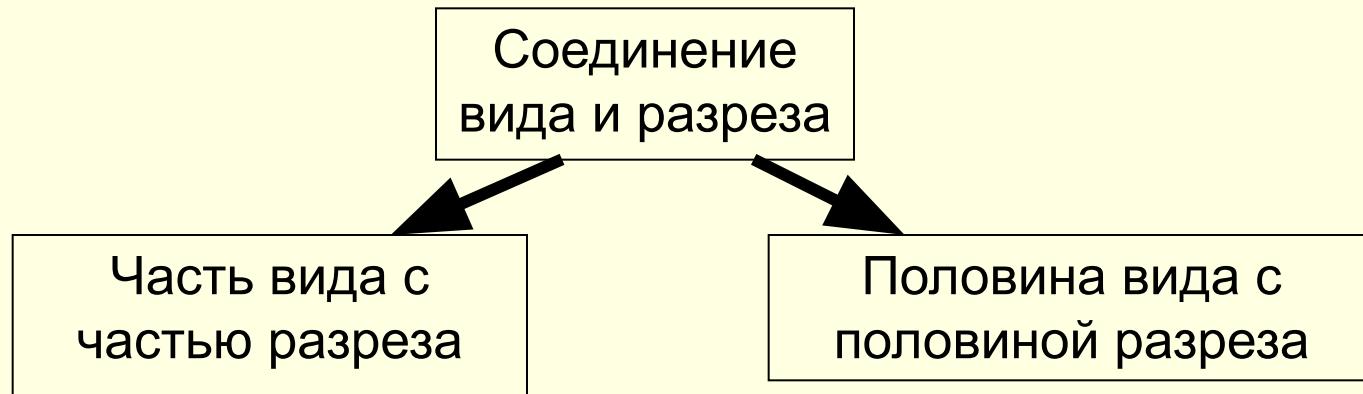 Соединение
вида и разреза
Часть вида с
частью разреза
Половина вида с
половиной разреза